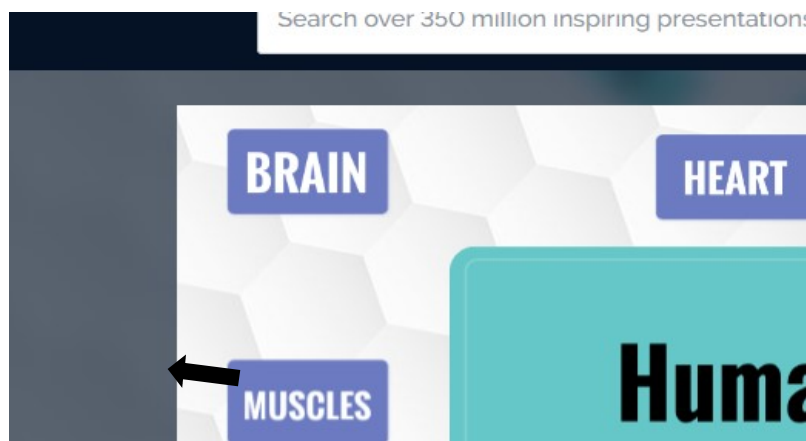 Search over 350 million inspiring presentations
BRAIN
HEART
MUSCLES
Huma